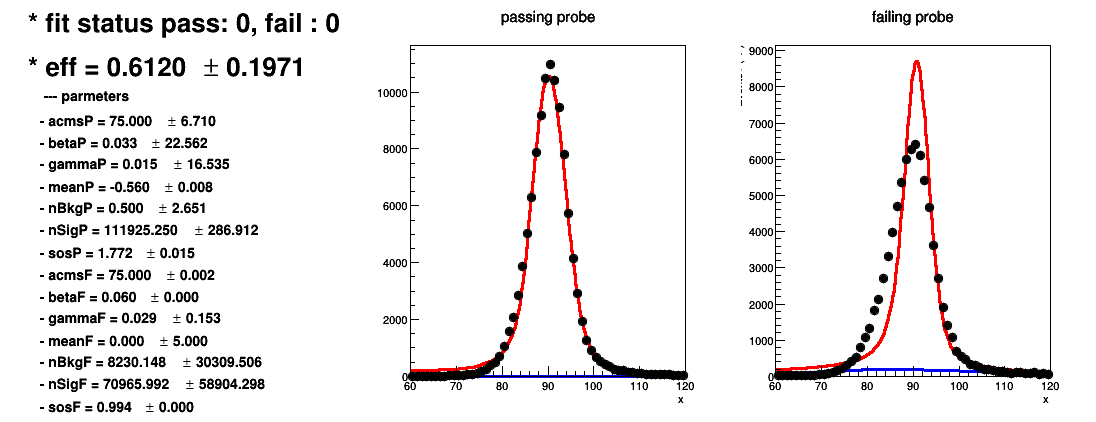 * fit status pass: 0, fail : 0
* eff = 0.6120 ± 0.1971
--- parmeters
- acmsP = 75.000 ± 6.710
- betaP = 0.033 ± 22.562
- gammaP = 0.015 ± 16.535
- meanP = -0.560 ± 0.008
- nBkgP = 0.500 ± 2.651
- nSigP = 111925.250 ± 286.912
- sosP = 1.772 ± 0.015
- acmsF = 75.000 ± 0.002
- betaF = 0.060 ± 0.000
- gammaF = 0.029 ± 0.153
- meanF = 0.000 ± 5.000
- nBkgF = 8230.148 ± 30309.506
- nSigF = 70965.992 ± 58904.298
- sosF = 0.994 ± 0.000
passing probe
10000
8000
6000
4000
2000
0
60 70 80 90 100 110 120
x
failing probe
9000
8000
7000
6000
5000
4000
3000
2000
1000
0
60 70 80 90 100 110 120
x